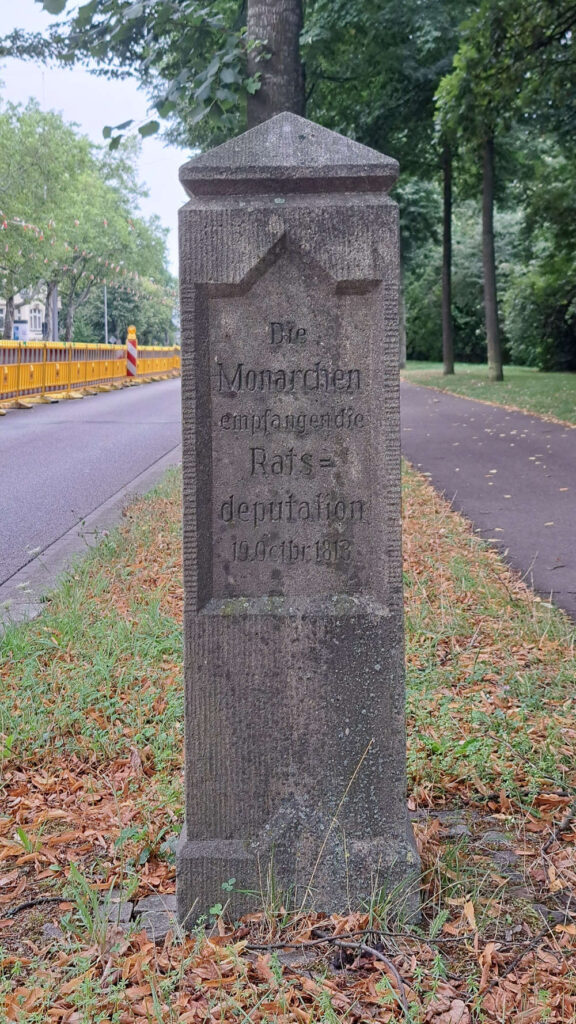 Die
Monarchen
empfangen die
Rats=
deputation
19. Octbr. 1813